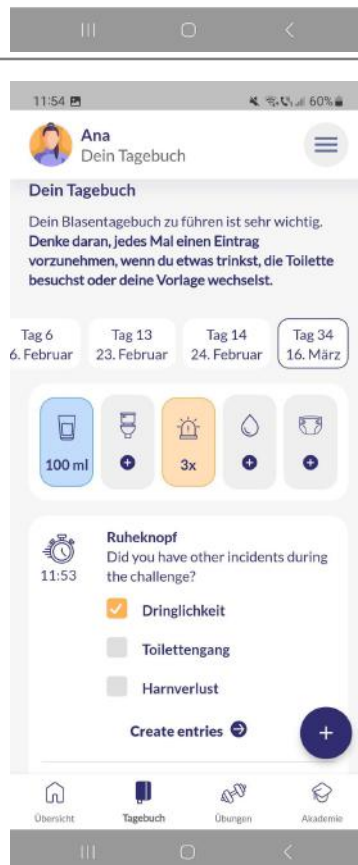 11:54
60%
Ana
Dein Tagebuch
Dein Tagebuch
Dein Blasentagebuch zu führen ist sehr wichtig.
Denke daran, jedes Mal einen Eintrag
vorzunehmen, wenn du etwas trinkst, die Toilette
besuchst oder deine Vorlage wechselst.
Tag 6 Tag 13 Tag 14 Tag 34
6. Februar 23. Februar 24. Februar 16. März
100 ml 3x
Ruheknopf
Did you have other incidents during
11:53 the challenge?
Dringlichkeit
Toilettengang
Harnverlust
Create entries
Übersicht Tagebuch Übungen Akademie